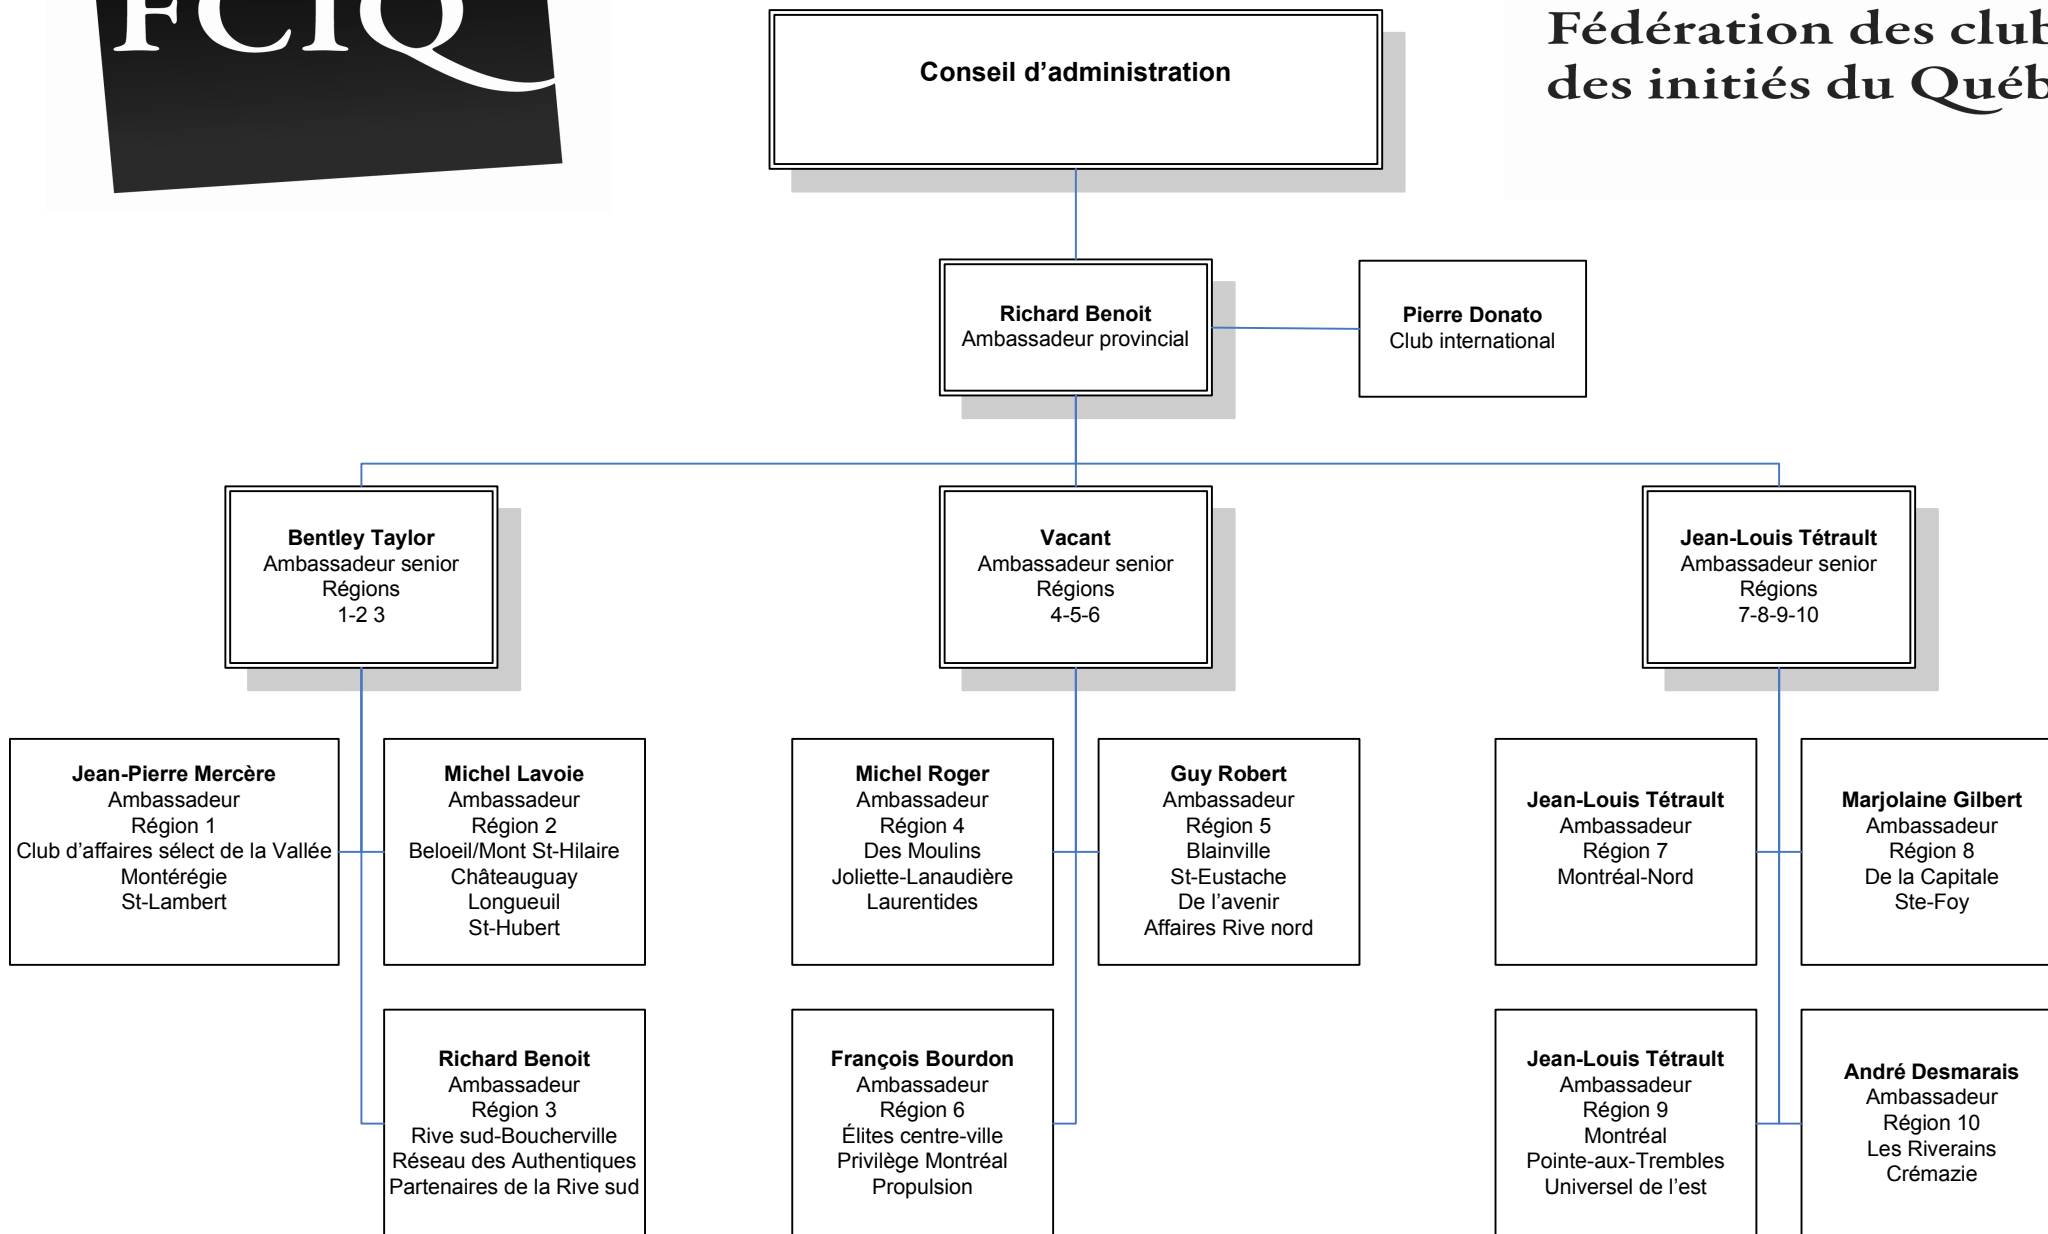 FCIQ
Conseil d’administration
Fédération des club
des initiés du Québ
Richard Benoit
Ambassadeur provincial
Pierre Donato
Club international
Bentley Taylor
Ambassadeur senior
Régions
1-2 3
Vacant
Ambassadeur senior
Régions
4-5-6
Jean-Louis Tétrault
Ambassadeur senior
Régions
7-8-9-10
Jean-Pierre Mercère
Ambassadeur
Région 1
Club d’affaires sélect de la Vallée
Montérégie
St-Lambert
Michel Lavoie
Ambassadeur
Région 2
Beloeil/Mont St-Hilaire
Châteauguay
Longueuil
St-Hubert
Michel Roger
Ambassadeur
Région 4
Des Moulins
Joliette-Lanaudière
Laurentides
Guy Robert
Ambassadeur
Région 5
Blainville
St-Eustache
De l’avenir
Affaires Rive nord
Jean-Louis Tétrault
Ambassadeur
Région 7
Montréal-Nord
Marjolaine Gilbert
Ambassadeur
Région 8
De la Capitale
Ste-Foy
Richard Benoit
Ambassadeur
Région 3
Rive sud-Boucherville
Réseau des Authentiques
Partenaires de la Rive sud
François Bourdon
Ambassadeur
Région 6
Élites centre-ville
Privilège Montréal
Propulsion
Jean-Louis Tétrault
Ambassadeur
Région 9
Montréal
Pointe-aux-Trembles
Universel de l’est
André Desmarais
Ambassadeur
Région 10
Les Riverains
Crémazie